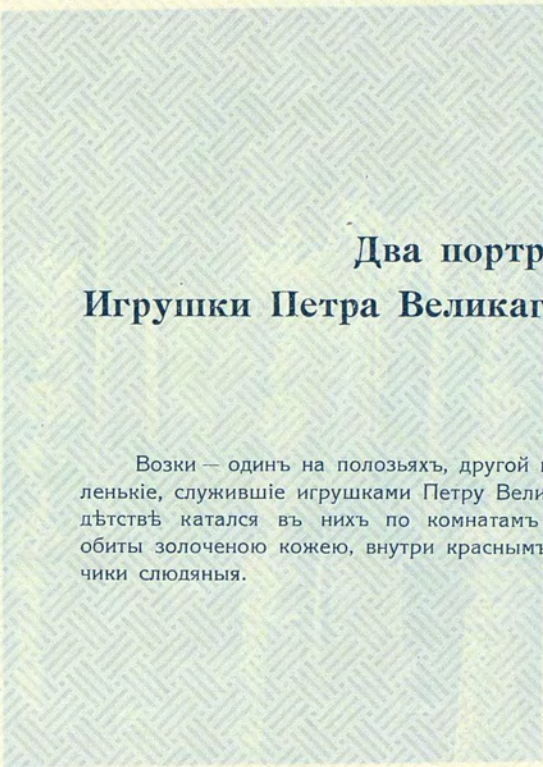 Два портр
Игрушки Петра Великаг
Возки — одинъ на полозьяхъ, другой
ленькіе, служившіе игрушками Петру Вели
дѣтствѣ катался въ нихъ по комнатамъ
обиты золоченою кожею, внутри краснымъ
чики слюдяныя.